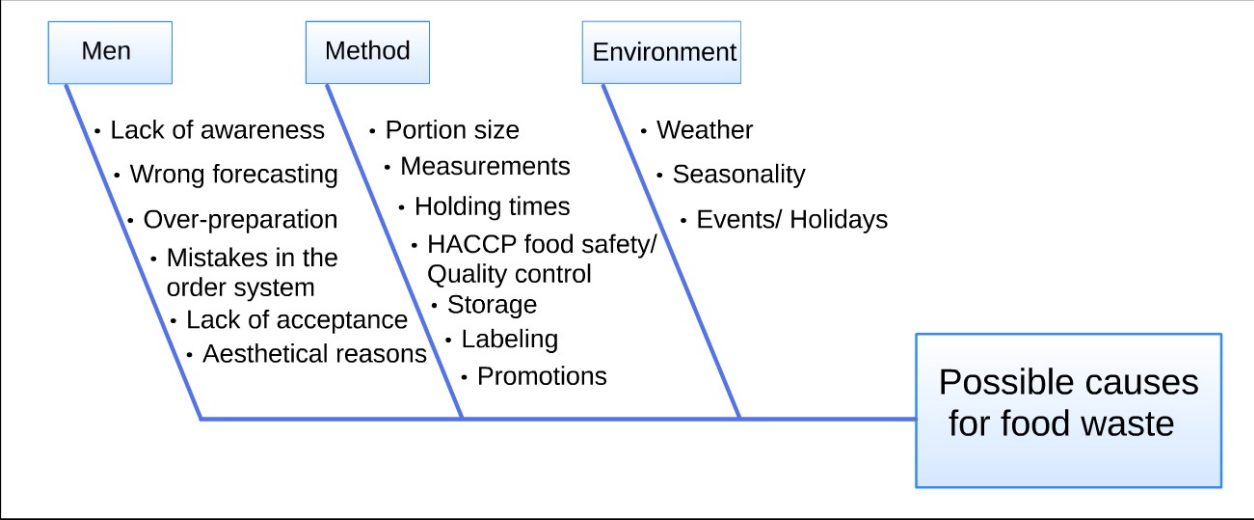 Men
• Lack of awareness
• Wrong forecasting
• Over-preparation
• Mistakes in the
order system
• Lack of acceptance
• Aesthetical reasons
Method
• Portion size
• Measurements
• Holding times
• HACCP food safety/
Quality control
• Storage
• Labeling
• Promotions
Environment
• Weather
• Seasonality
• Events/ Holidays
Possible causes
for food waste